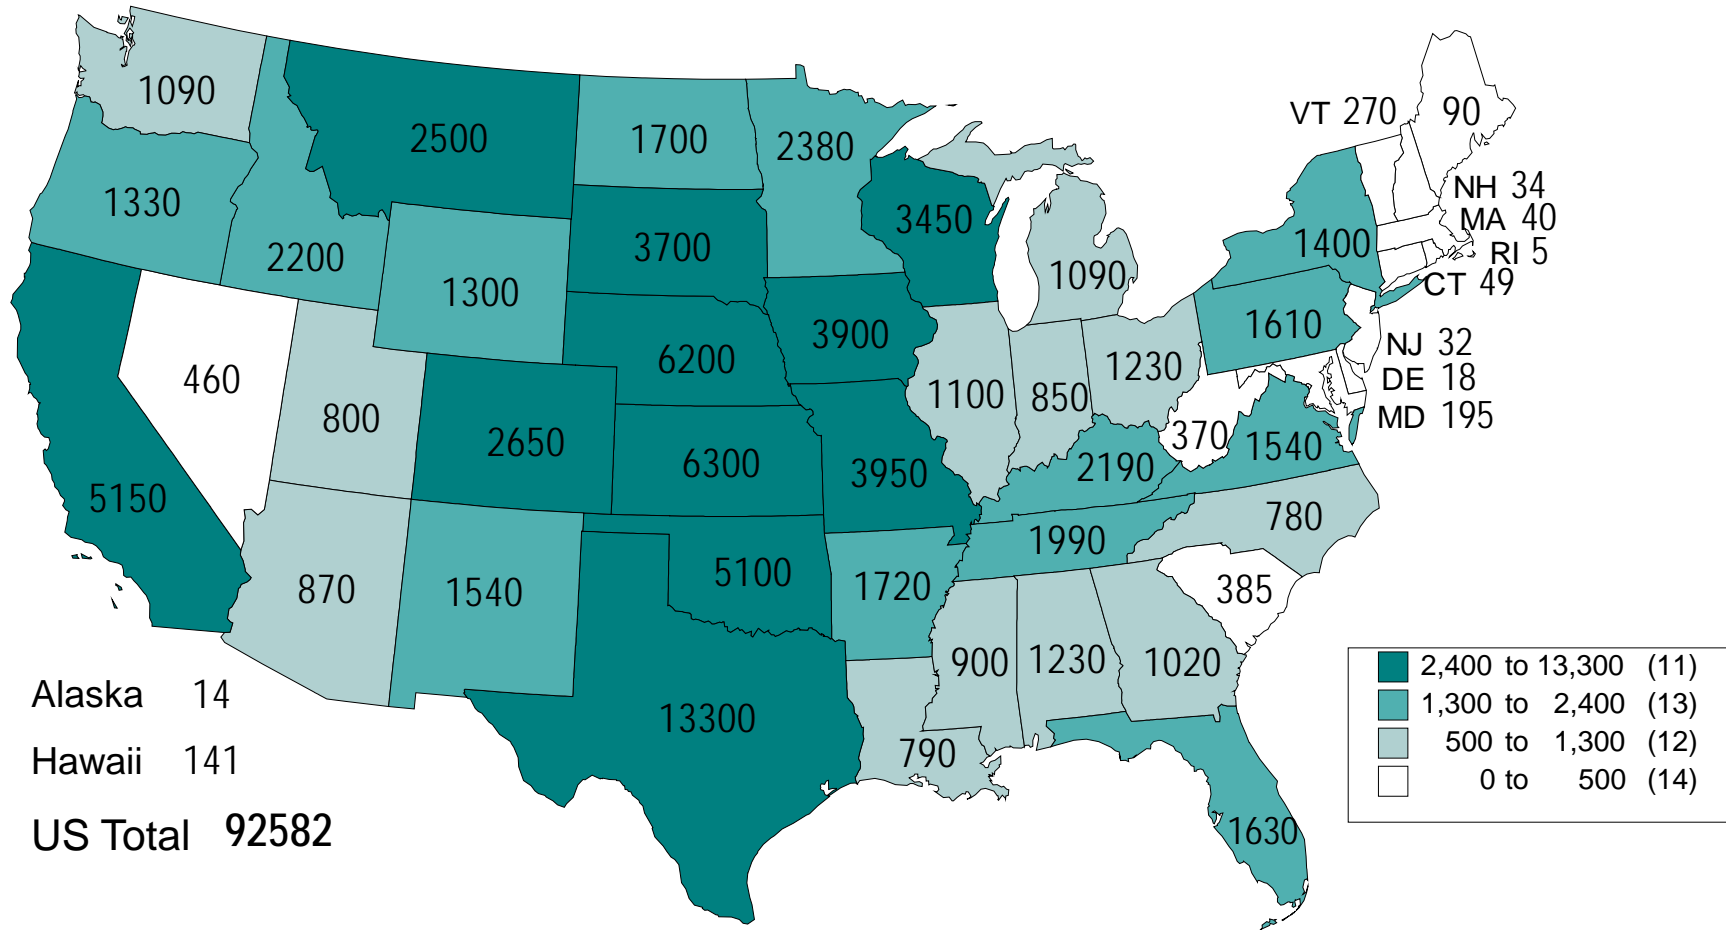 1090
2500
1700
2380
VT 270
90
1330
2200
1300
3700
3450
1090
1400
NH 34
MA 40
RI 5
CT 49
460
800
2650
6200
3900
1100
850
1230
1610
NJ 32
DE 18
MD 195
5150
6300
3950
2190
370
1540
870
1540
5100
1720
1990
780
385
13300
790
900
1230
1020
1630
Alaska 14
Hawaii 141
US Total 92582
2,400 to 13,300 (11)
1,300 to 2,400 (13)
500 to 1,300 (12)
0 to 500 (14)